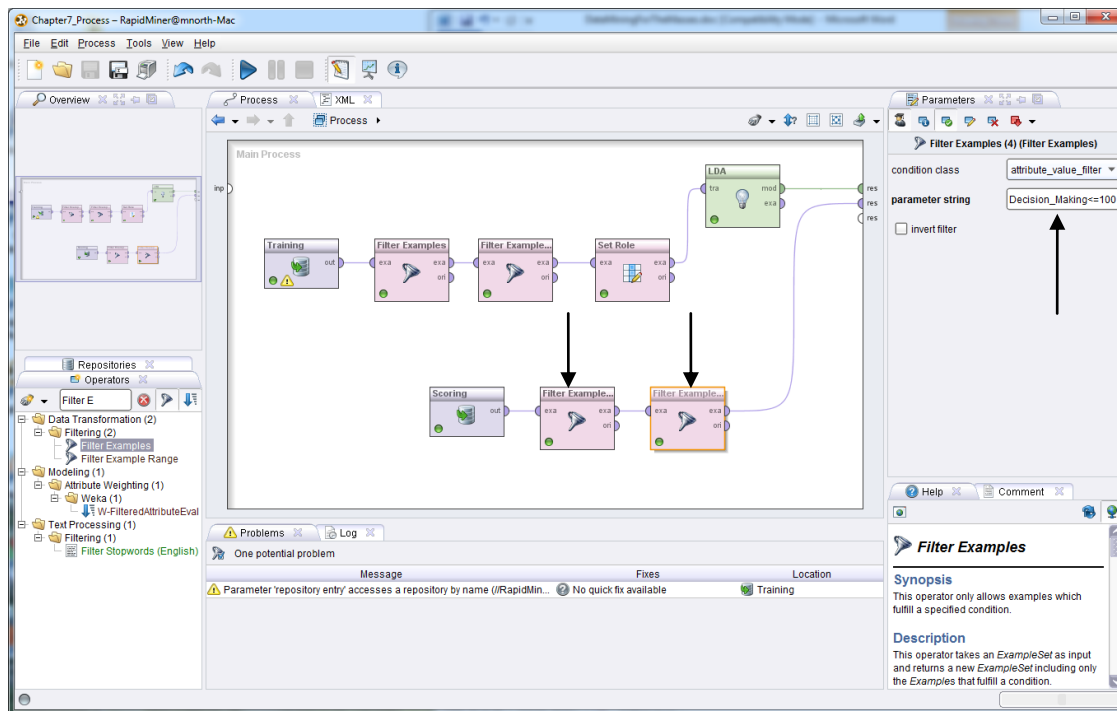 Chapter7_Process – RapidMiner@mnorth-Mac
File Edit Process Tools View Help
Overview
Process
XML
Process
Main Process
inp
Training
out
Filter Examples
exa exa
ori
Filter Example...
exa exa
ori
Set Role
exa exa
ori
LDA
tra mod
exa
res
res
res
Scoring
out
Filter Example...
exa exa
ori
Filter Example...
exa exa
ori
Repositories
Operators
Filter E
Data Transformation (2)
Filtering (2)
Filter Examples
Filter Example Range
Modeling (1)
Attribute Weighting (1)
Weka (1)
W-FilteredAttributeEval
Text Processing (1)
Filtering (1)
Filter Stopwords (English)
Problems
Log
One potential problem
Message Fixes Location
Parameter 'repository entry' accesses a repository by name (//RapidMin... No quick fix available Training
Parameters
Filter Examples (4) (Filter Examples)
condition class attribute_value_filter
parameter string Decision_Making<=100
invert filter
Help
Comment
Filter Examples
Synopsis
This operator only allows examples which
fulfill a specified condition.
Description
This operator takes an ExampleSet as input
and returns a new ExampleSet including only
the Examples that fulfill a condition.